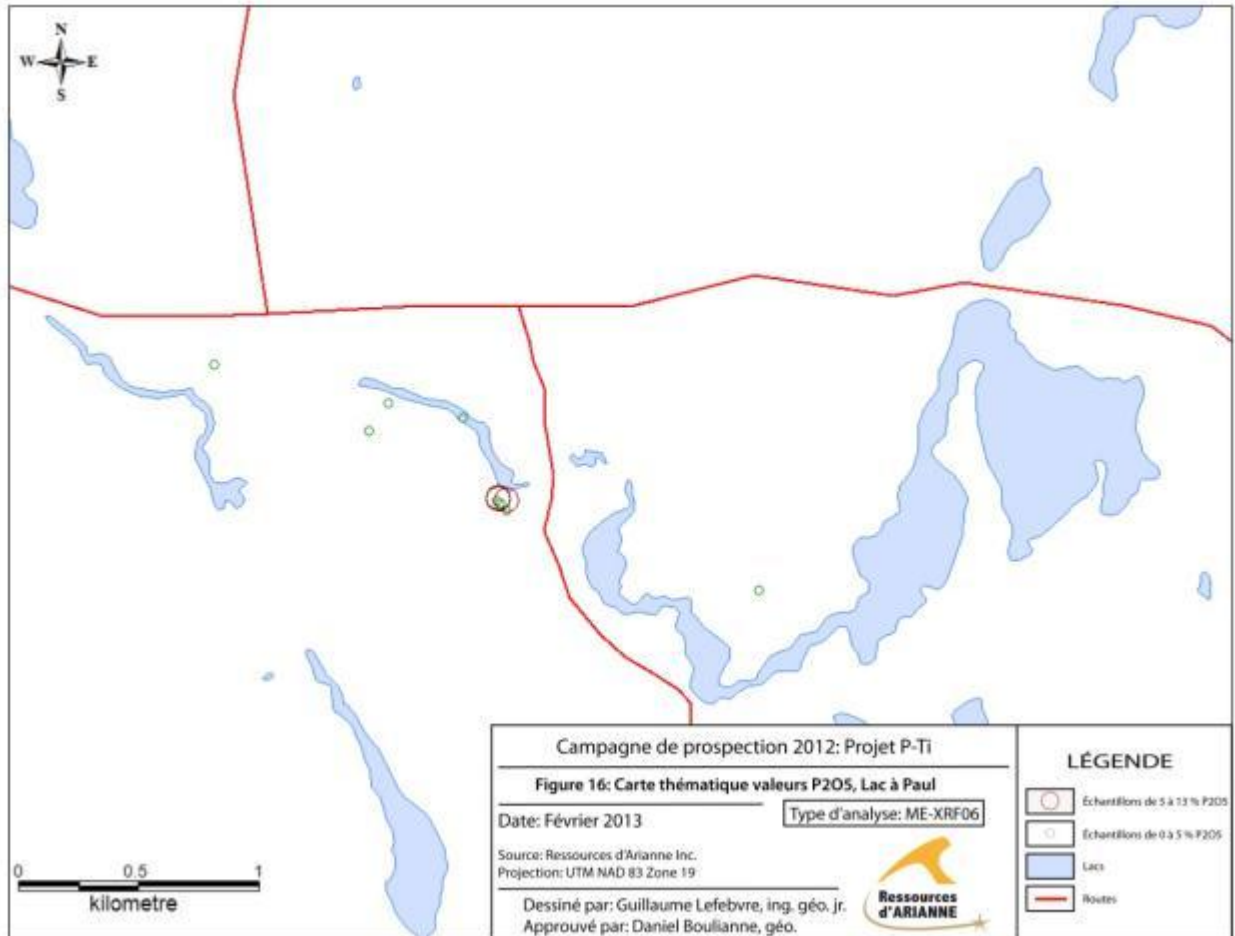 N
W E
S
0 0.5 1
kilometre
Campagne de prospection 2012: Projet P-Ti
Figure 16: Carte thématique valeurs P2O5, Lac à Paul
Date: Février 2013
Type d'analyse: ME-XRF06
Source: Ressources d'Arianne Inc.
Projection: UTM NAD 83 Zone 19
Dessiné par: Guillaume Lefebvre, ing. géo. jr.
Approuvé par: Daniel Boulianne, géo.
Ressources
d'ARIANNE
LÉGENDE
Échantillons de 5 à 13 % P2O5
Échantillons de 0 à 5 % P2O5
Lacs
Routes